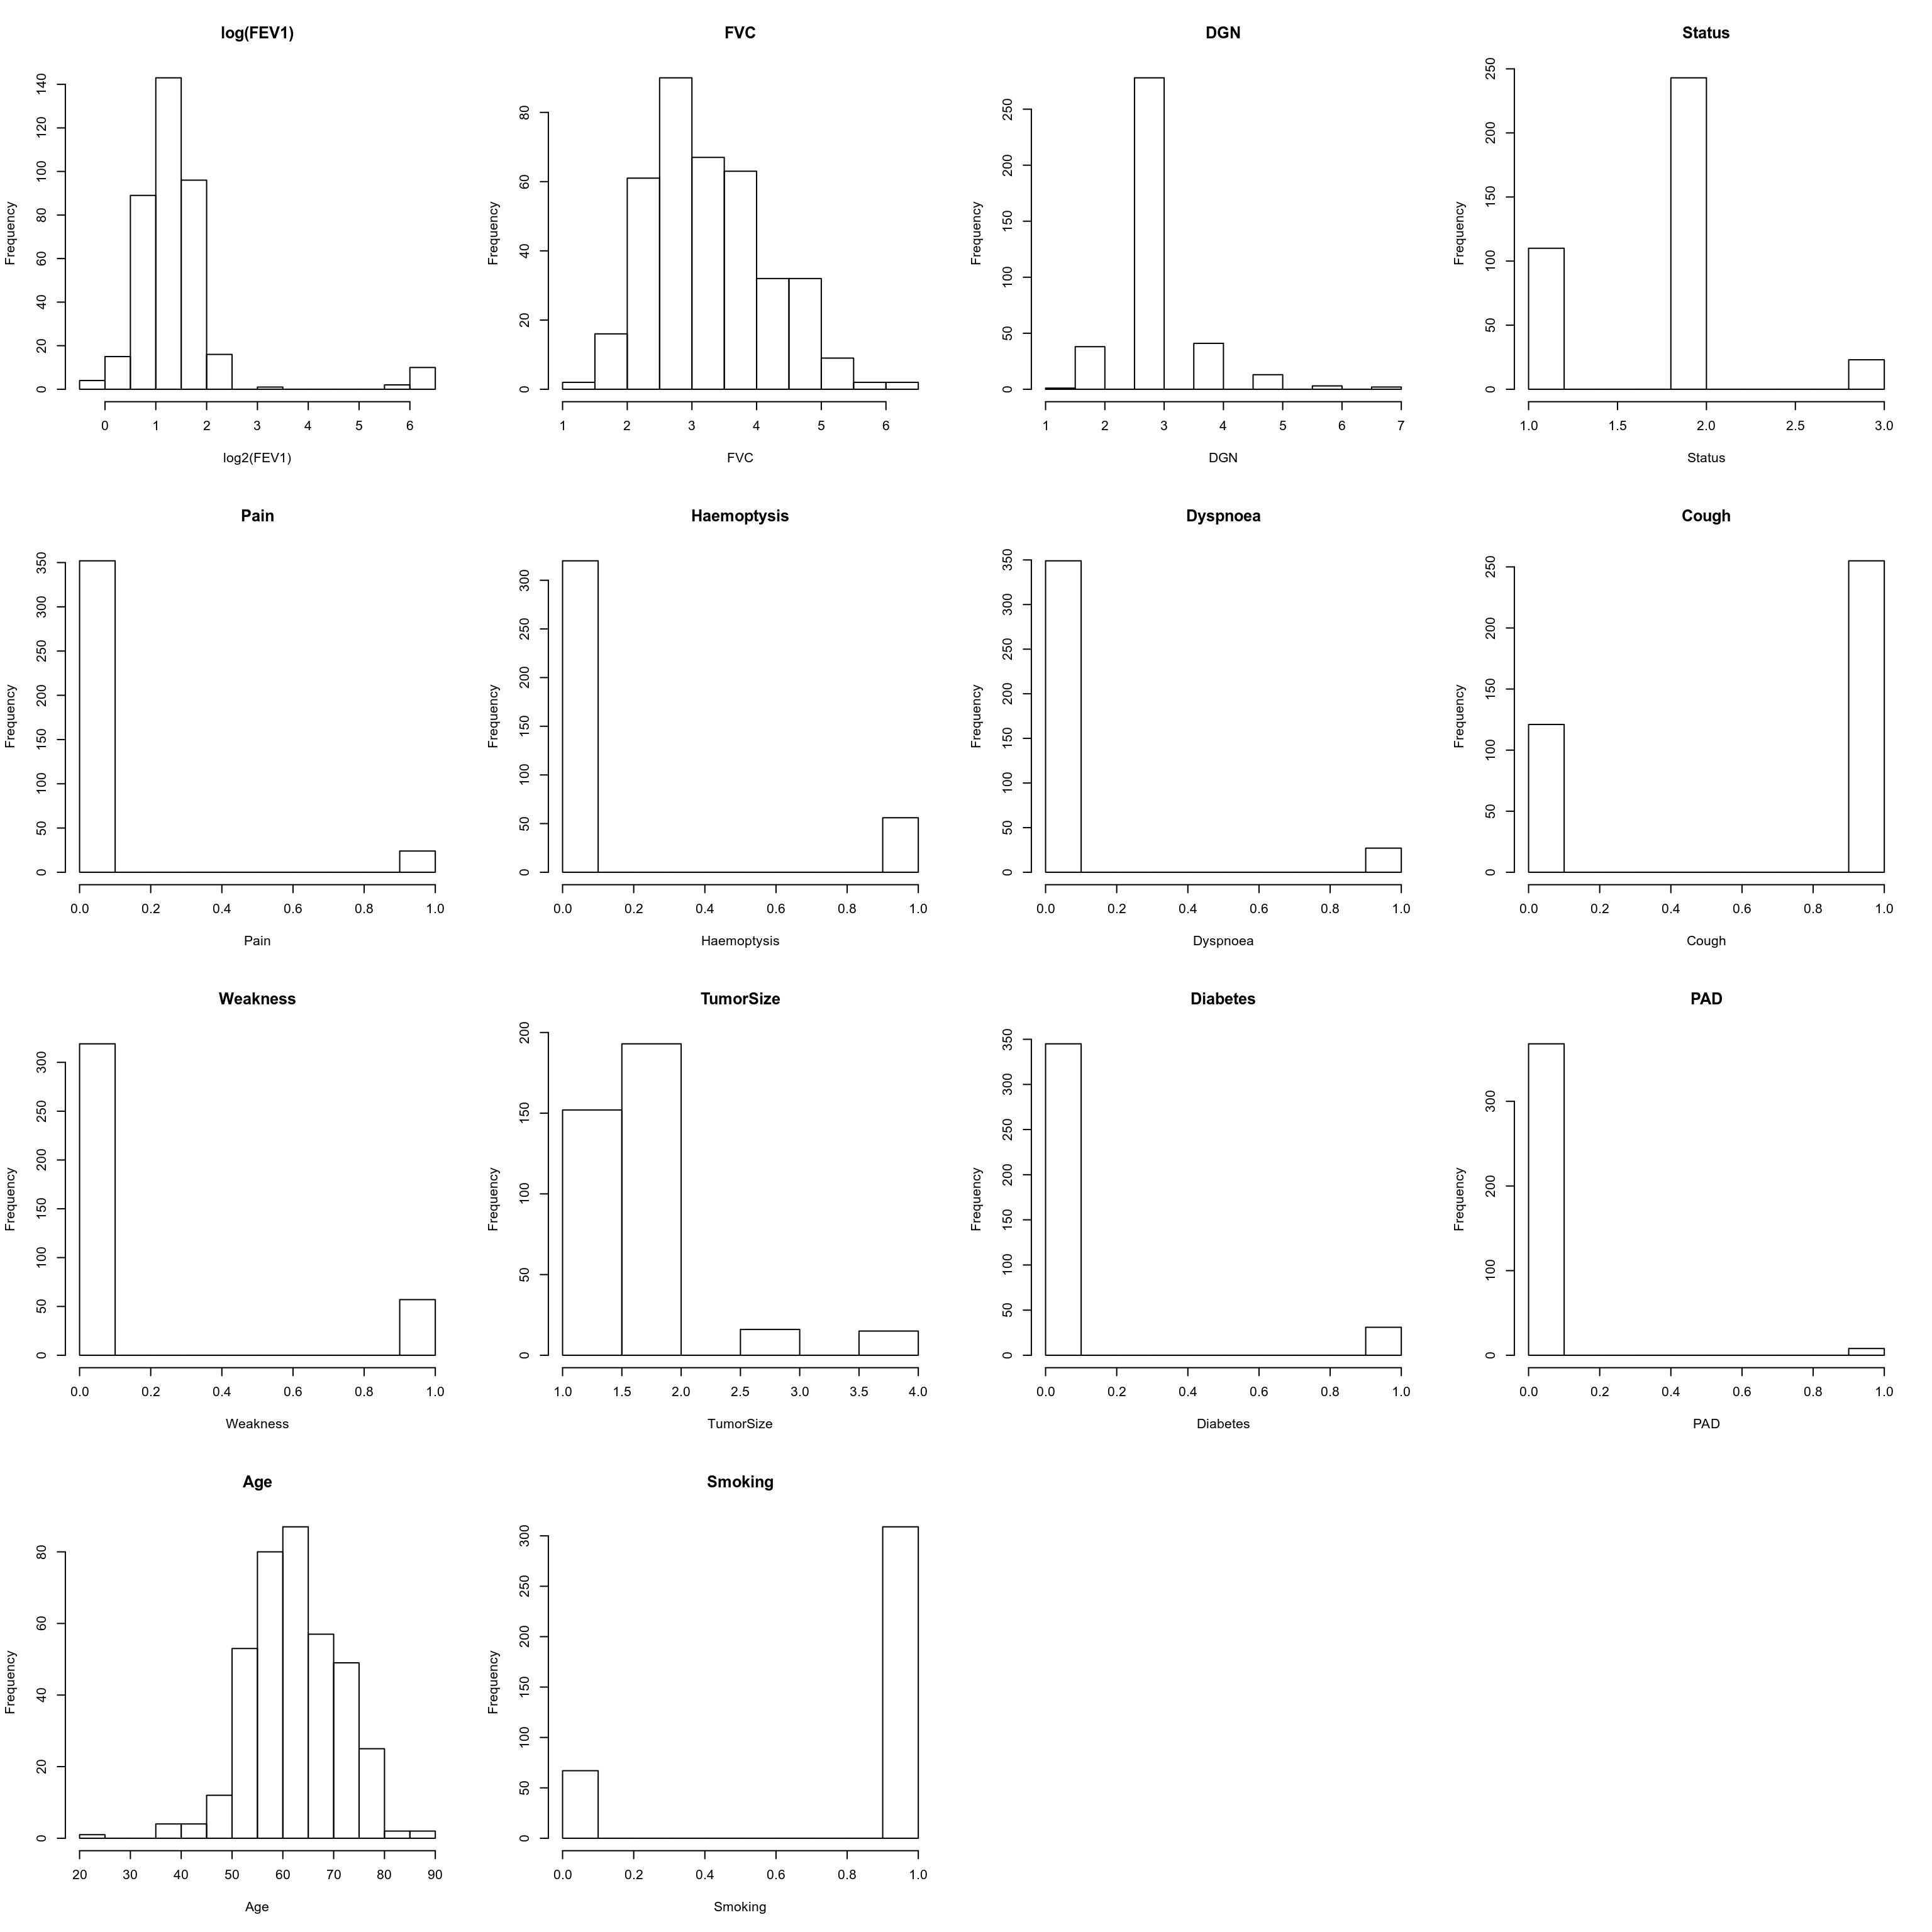 log(FEV1)
Frequency
0 20 40 60 80 100 120 140
0 1 2 3 4 5 6
log2(FEV1)
FVC
Frequency
0 20 40 60 80
1 2 3 4 5 6
FVC
DGN
Frequency
0 50 100 150 200 250
1 2 3 4 5 6 7
DGN
Status
Frequency
0 50 100 150 200 250
1.0 1.5 2.0 2.5 3.0
Status
Pain
Frequency
0 50 100 150 200 250 300 350
0.0 0.2 0.4 0.6 0.8 1.0
Pain
Haemoptysis
Frequency
0 50 100 150 200 250 300
0.0 0.2 0.4 0.6 0.8 1.0
Haemoptysis
Dyspnoea
Frequency
0 50 100 150 200 250 300 350
0.0 0.2 0.4 0.6 0.8 1.0
Dyspnoea
Cough
Frequency
0 50 100 150 200 250
0.0 0.2 0.4 0.6 0.8 1.0
Cough
Weakness
Frequency
0 50 100 150 200 250 300
0.0 0.2 0.4 0.6 0.8 1.0
Weakness
TumorSize
Frequency
0 50 100 150 200
1.0 1.5 2.0 2.5 3.0 3.5 4.0
TumorSize
Diabetes
Frequency
0 50 100 150 200 250 300 350
0.0 0.2 0.4 0.6 0.8 1.0
Diabetes
PAD
Frequency
0 100 200 300
0.0 0.2 0.4 0.6 0.8 1.0
PAD
Age
Frequency
0 20 40 60 80
20 30 40 50 60 70 80 90
Age
Smoking
Frequency
0 50 100 150 200 250 300
0.0 0.2 0.4 0.6 0.8 1.0
Smoking